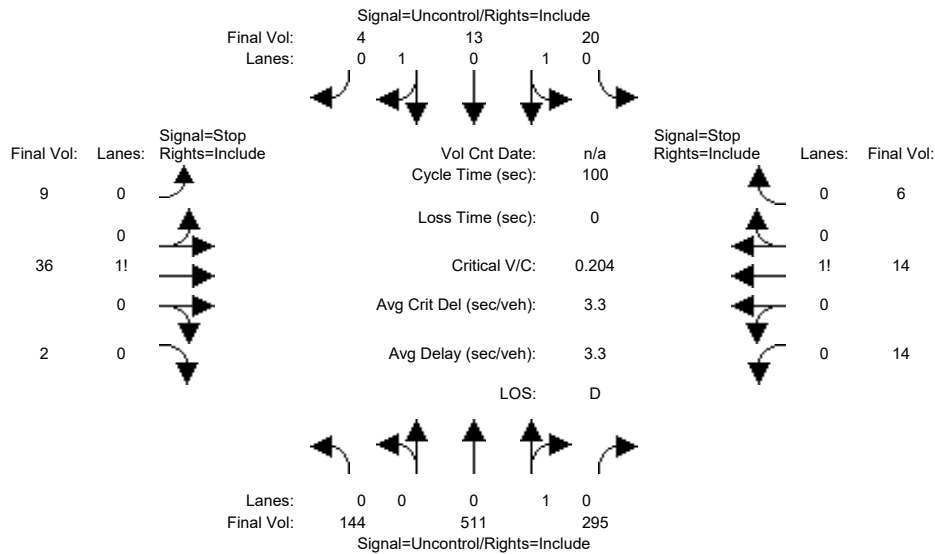 Signal=Uncontrol/Rights=Include
Final Vol: 4 13 20
Lanes: 0 1 0 1 0
Signal=Stop
Final Vol: Lanes: Rights=Include
Vol Cnt Date: n/a
Signal=Stop
Rights=Include Lanes: Final Vol:
Cycle Time (sec): 100
9 0
0 6
Loss Time (sec): 0
0
0
36 1!
Critical V/C: 0.204
1! 14
0
Avg Crit Del (sec/veh): 3.3
0
2 0
Avg Delay (sec/veh): 3.3
0 14
LOS: D
Lanes: 0 0 0 1 0
Final Vol: 144 511 295
Signal=Uncontrol/Rights=Include